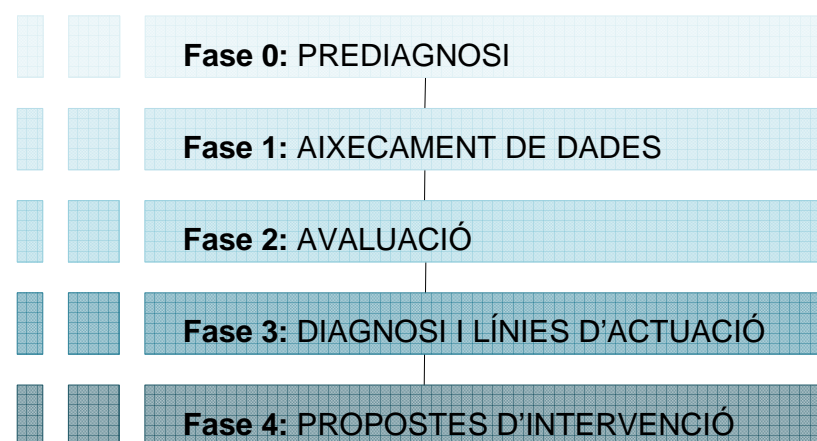 Fase 0: PREDIAGNOSI
Fase 1: AIXECAMENT DE DADES
Fase 2: AVALUACIÓ
Fase 3: DIAGNOSI I LÍNIES D'ACTUACIÓ
Fase 4: PROPOSTES D'INTERVENCIÓ